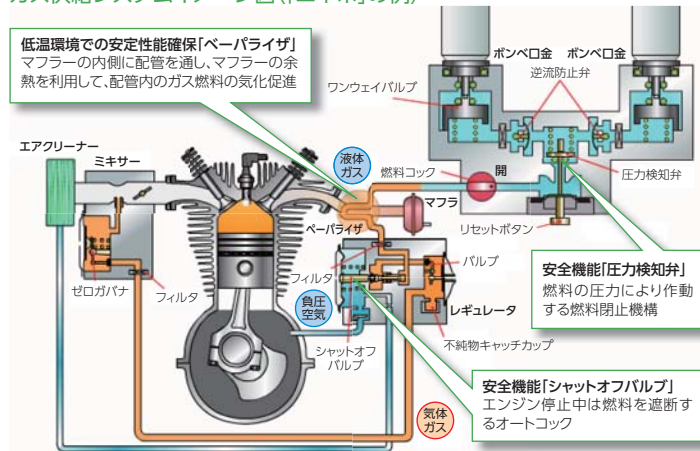 低温環境での安定性能確保「ベーパライザ」
マフラーの内側に配管を通し、マフラーの余
熱を利用して、配管内のガス燃料の気化促進
ボンベ口金
ボンベ口金
逆流防止弁
ワンウェイバルブ
エアクリーナー
ミキサー
液体
ガス
燃料コック
開
圧力検知弁
マフラ
ベーパライザ
リセットボタン
フィルタ
バルブ
安全機能「圧力検知弁」
燃料の圧力により作動
する燃料閉止機構
ゼロガバナ
フィルタ
負圧
空気
レギュレータ
シャットオフ
バルブ
不純物キャッチカップ
安全機能「シャットオフバルブ」
エンジン停止中は燃料を遮断す
るオートコック
気体
ガス